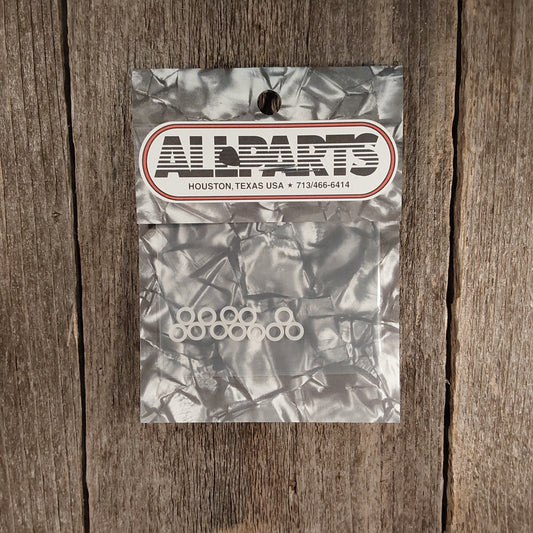 ALLPARTS
HOUSTON, TEXAS USA ★ 713/466-6414